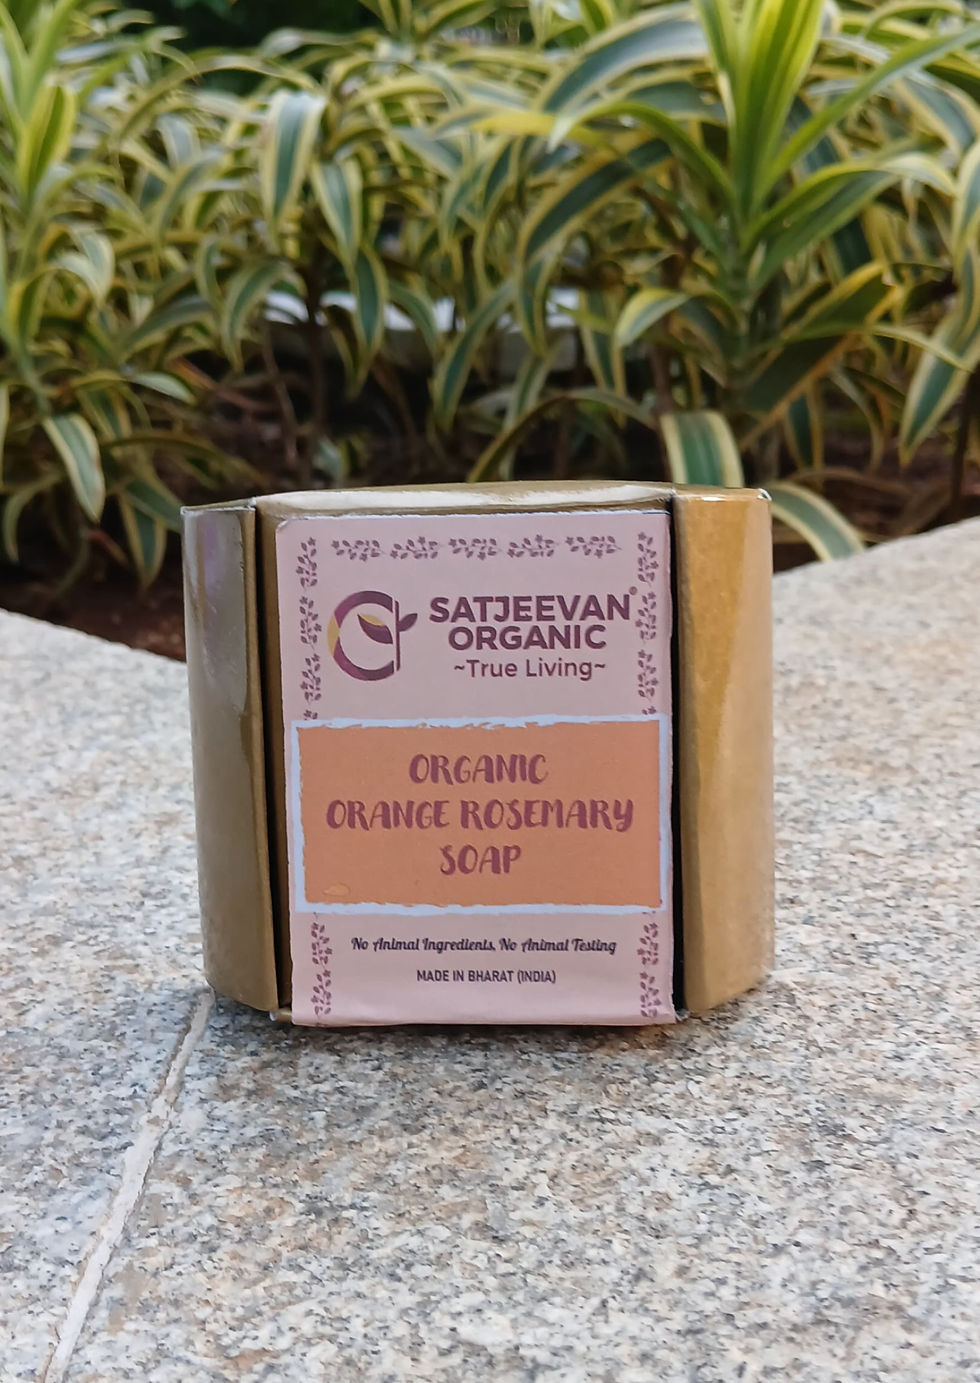 SATJEEVAN®
ORGANIC
~True Living~
ORGANIC
ORANGE ROSEMARY
SOAP
No Animal Ingredients, No Animal Testing
MADE IN BHARAT (INDIA)